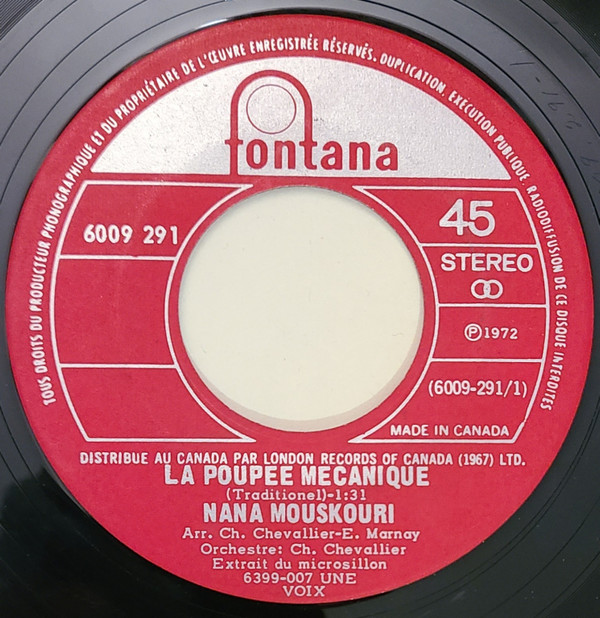 TOUS DROITS DU PRODUCTEUR PHONOGRAPHIQUE ET DU PROPRIÉTAIRE DE L'ŒUVRE ENREGISTRÉE RÉSERVÉS. DUPLICATION, EXECUTION PUBLIQUE, RADIODIFFUSION DE CE DISQUE INTERDITES
fontana
6009 291
45
STEREO
Ⓟ1972
(6009-291/1)
MADE IN CANADA
DISTRIBUE AU CANADA PAR LONDON RECORDS OF CANADA (1967) LTD.
LA POUPEE MECANIQUE
(Traditionel)-1:31
NANA MOUSKOURI
Arr. Ch. Chevallier-E. Marnay
Orchestre: Ch. Chevallier
Extrait du microsillon
6399-007 UNE
VOIX